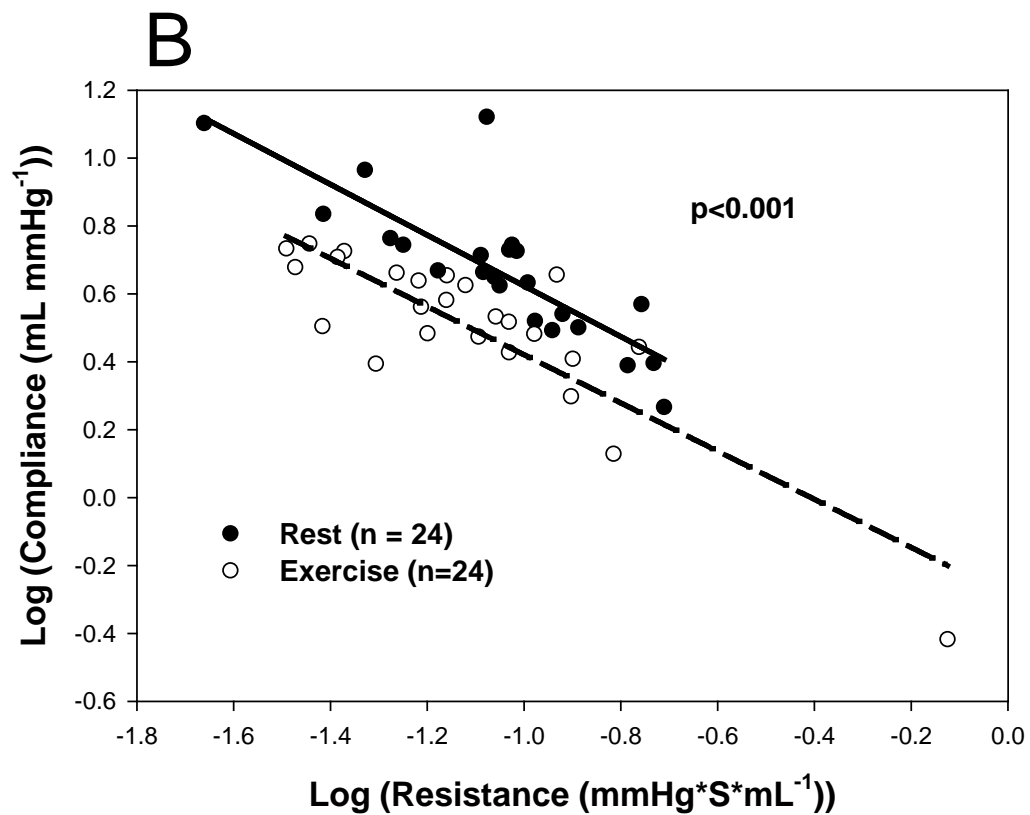 B
1.2
1.0
0.8
0.6
0.4
0.2
0.0
-0.2
-0.4
-0.6
Log (Compliance (mL mmHg⁻¹))
p<0.001
Rest (n = 24)
Exercise (n=24)
-1.8 -1.6 -1.4 -1.2 -1.0 -0.8 -0.6 -0.4 -0.2 0.0
Log (Resistance (mmHg*S*mL⁻¹))